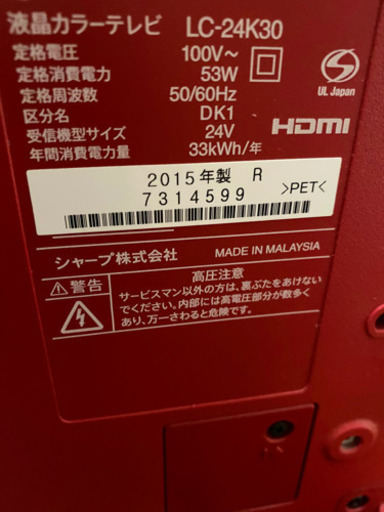 液晶カラーテレビ LC-24K30
定格電圧 100V～
定格消費電力 53W
定格周波数 50/60Hz
区分名 DK1
受信機型サイズ 24V
年間消費電力量 33kWh/年
UL Japan
HDMI
2015年製 R
7314599
>PET<
シャープ株式会社 MADE IN MALAYSIA
警告
高圧注意
サービスマン以外の方は、裏ぶたをあけない
でください。内部には高電圧部分が数多く
あり、万一さわると危険です。